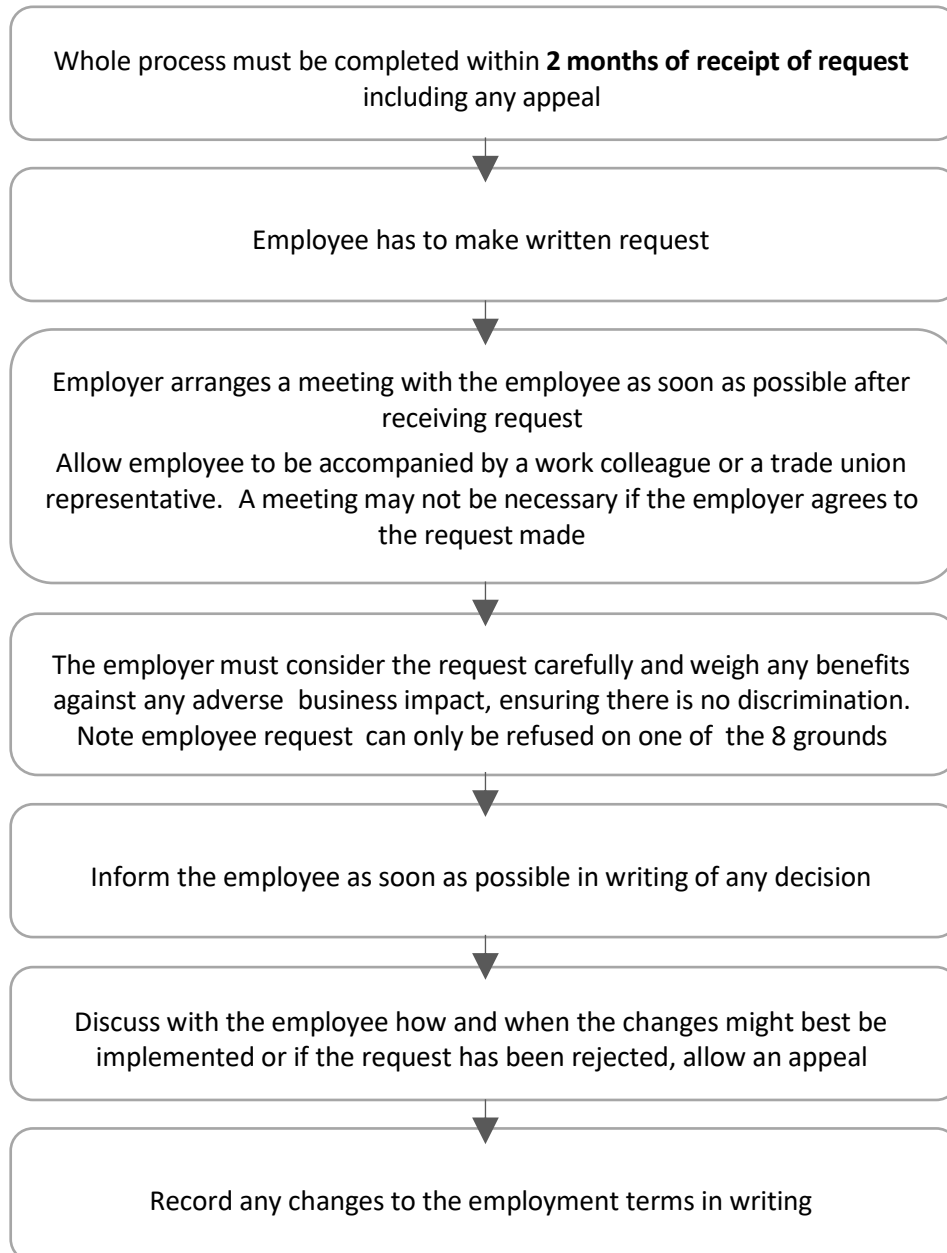 Whole process must be completed within 2 months of receipt of request
including any appeal
Employee has to make written request
Employer arranges a meeting with the employee as soon as possible after
receiving request
Allow employee to be accompanied by a work colleague or a trade union
representative.  A meeting may not be necessary if the employer agrees to
the request made
The employer must consider the request carefully and weigh any benefits
against any adverse  business impact, ensuring there is no discrimination.
Note employee request  can only be refused on one of  the 8 grounds
Inform the employee as soon as possible in writing of any decision
Discuss with the employee how and when the changes might best be
implemented or if the request has been rejected, allow an appeal
Record any changes to the employment terms in writing